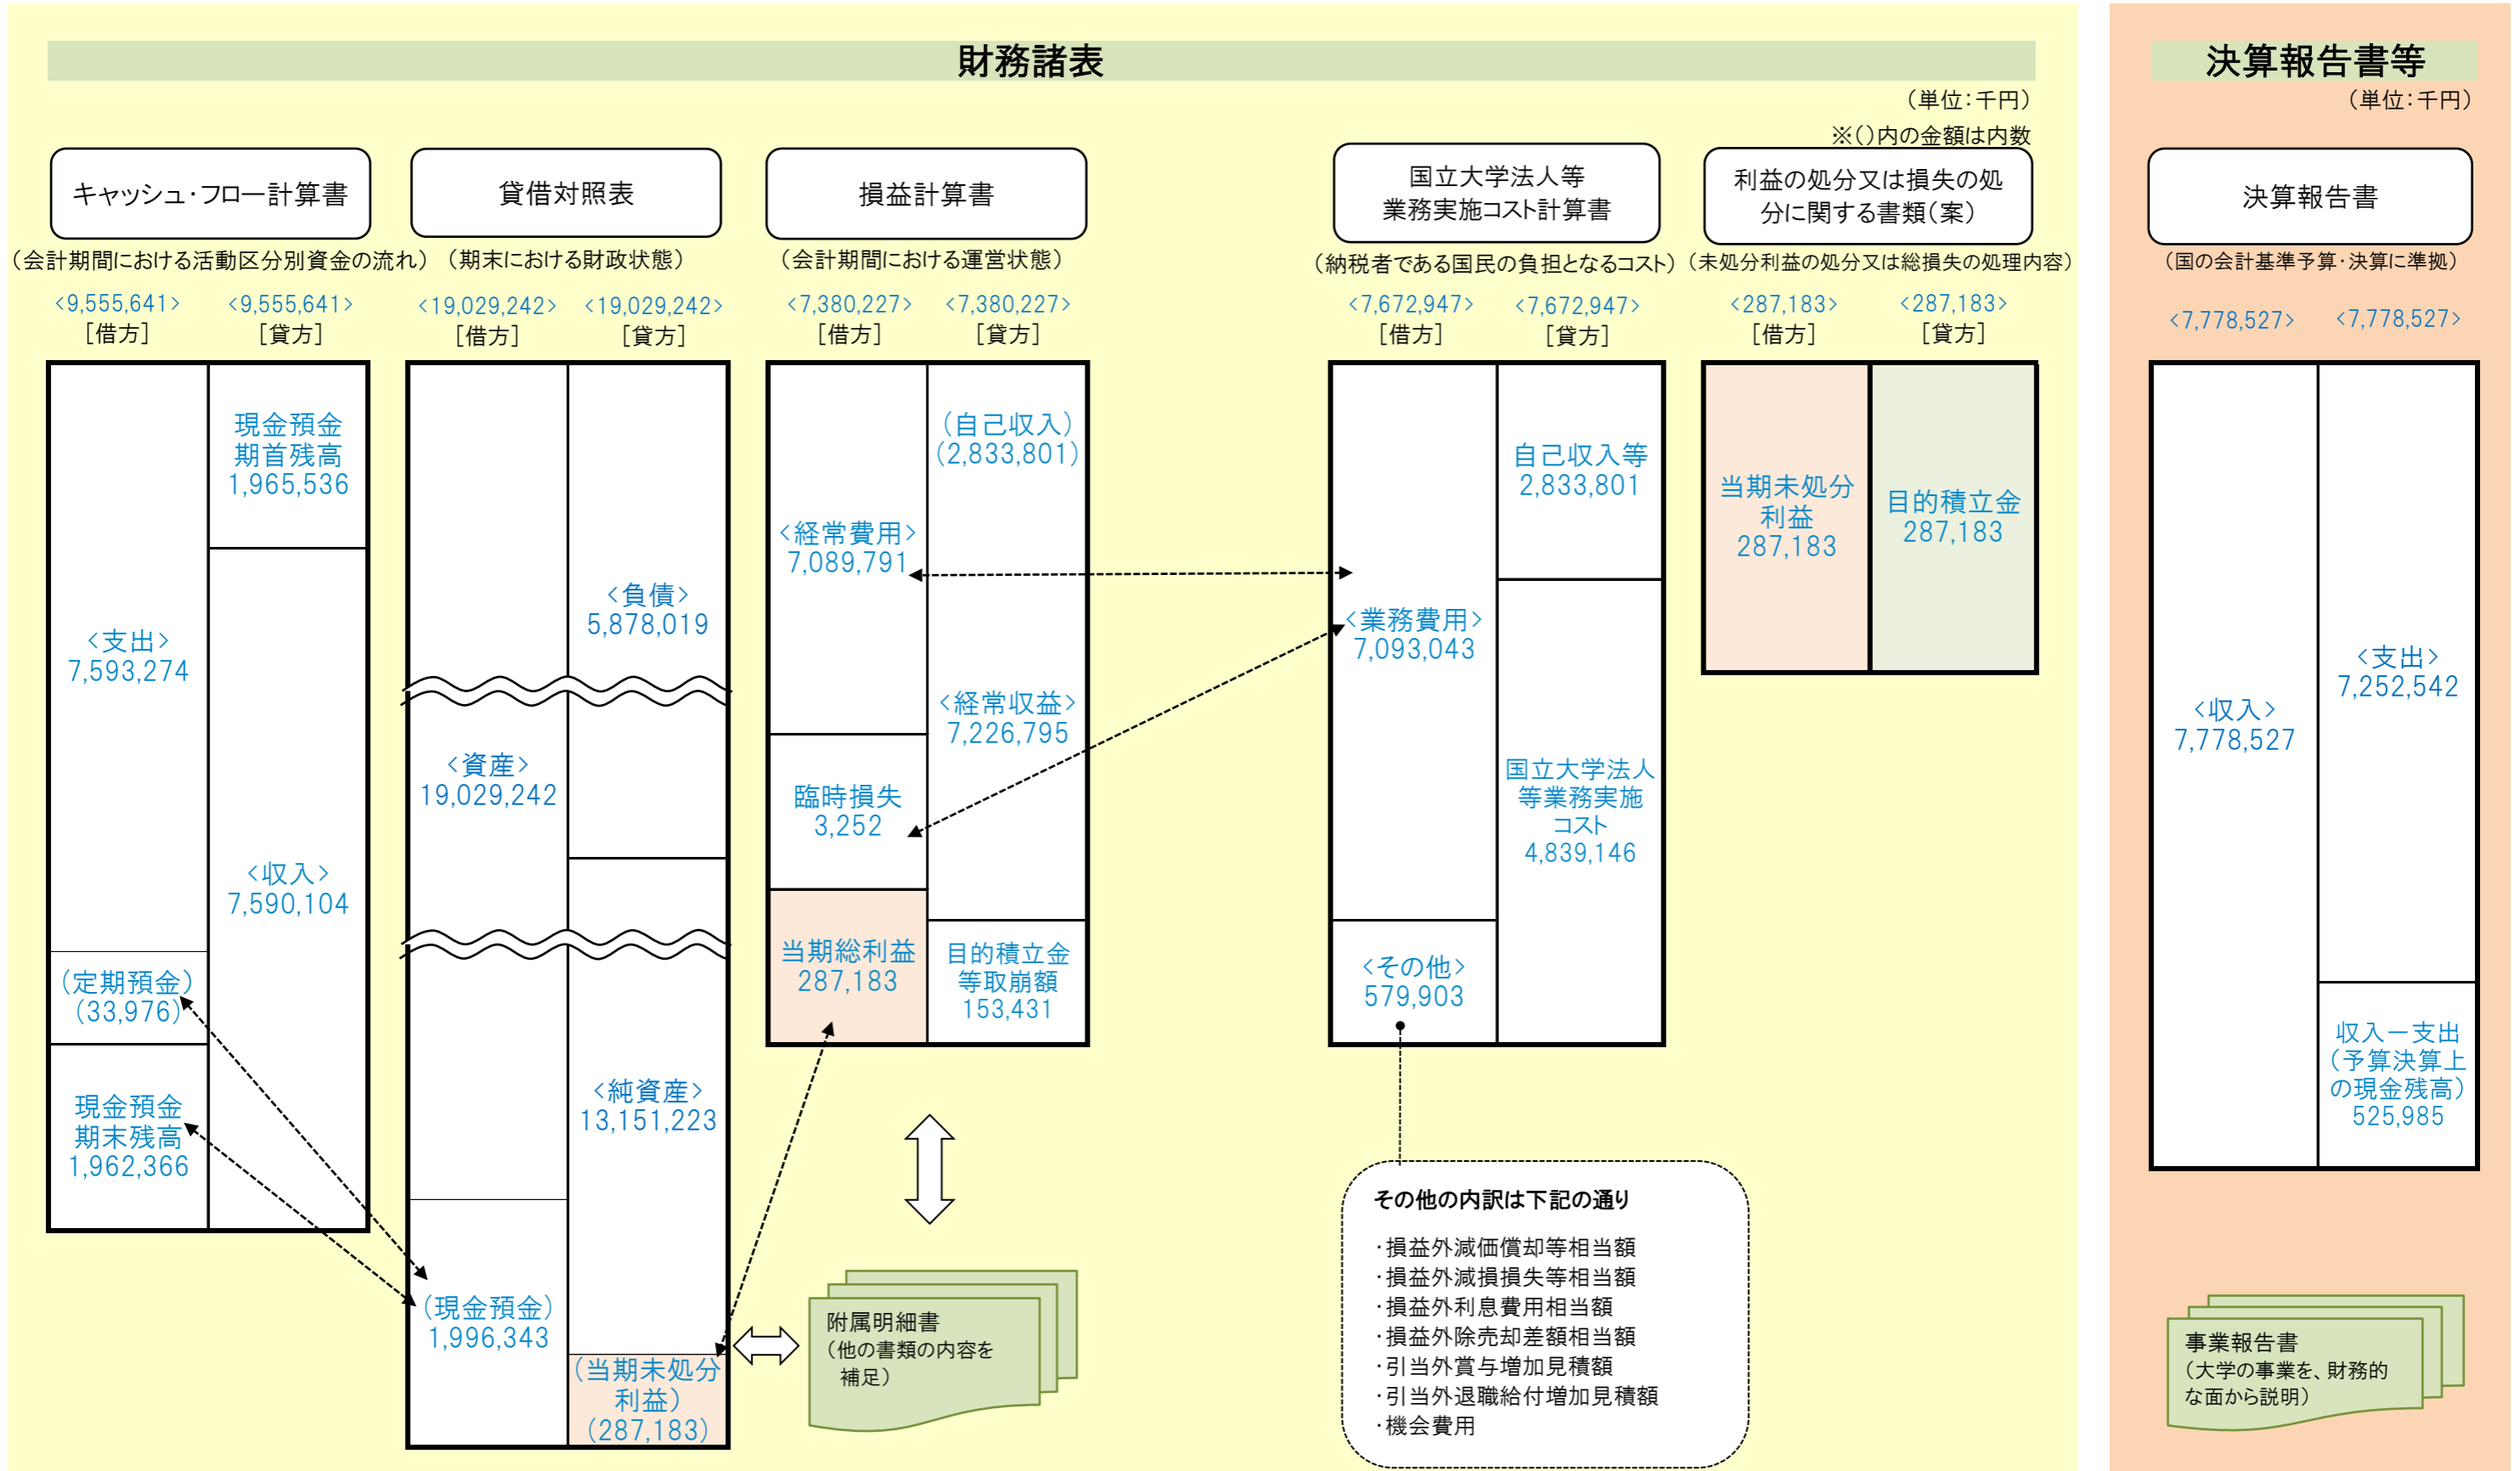 財務諸表
(単位:千円)
※()内の金額は内数
キャッシュ・フロー計算書
(会計期間における活動区分別資金の流れ)
<9,555,641>
<9,555,641>
[借方]
[貸方]
現金預金
期首残高
1,965,536
<支出>
7,593,274
<収入>
7,590,104
(定期預金)
(33,976)
現金預金
期末残高
1,962,366
貸借対照表
(期末における財政状態)
<19,029,242>
<19,029,242>
[借方]
[貸方]
<負債>
5,878,019
<資産>
19,029,242
<純資産>
13,151,223
(現金預金)
1,996,343
(当期未処分
利益)
(287,183)
損益計算書
(会計期間における運営状態)
<7,380,227>
<7,380,227>
[借方]
[貸方]
(自己収入)
(2,833,801)
<経常費用>
7,089,791
<経常収益>
7,226,795
臨時損失
3,252
当期総利益
287,183
目的積立金
等取崩額
153,431
附属明細書
(他の書類の内容を
補足)
国立大学法人等
業務実施コスト計算書
(納税者である国民の負担となるコスト)
<7,672,947>
<7,672,947>
[借方]
[貸方]
自己収入等
2,833,801
<業務費用>
7,093,043
国立大学法人
等業務実施
コスト
4,839,146
<その他>
579,903
その他の内訳は下記の通り
・損益外減価償却等相当額
・損益外減損損失等相当額
・損益外利息費用相当額
・損益外除売却差額相当額
・引当外賞与増加見積額
・引当外退職給付増加見積額
・機会費用
利益の処分又は損失の処
分に関する書類(案)
(未処分利益の処分又は総損失の処理内容)
<287,183>
<287,183>
[借方]
[貸方]
当期未処分
利益
287,183
目的積立金
287,183
決算報告書等
(単位:千円)
決算報告書
(国の会計基準予算・決算に準拠)
<7,778,527>
<7,778,527>
<支出>
7,252,542
<収入>
7,778,527
収入ー支出
(予算決算上
の現金残高)
525,985
事業報告書
(大学の事業を、財務的
な面から説明)